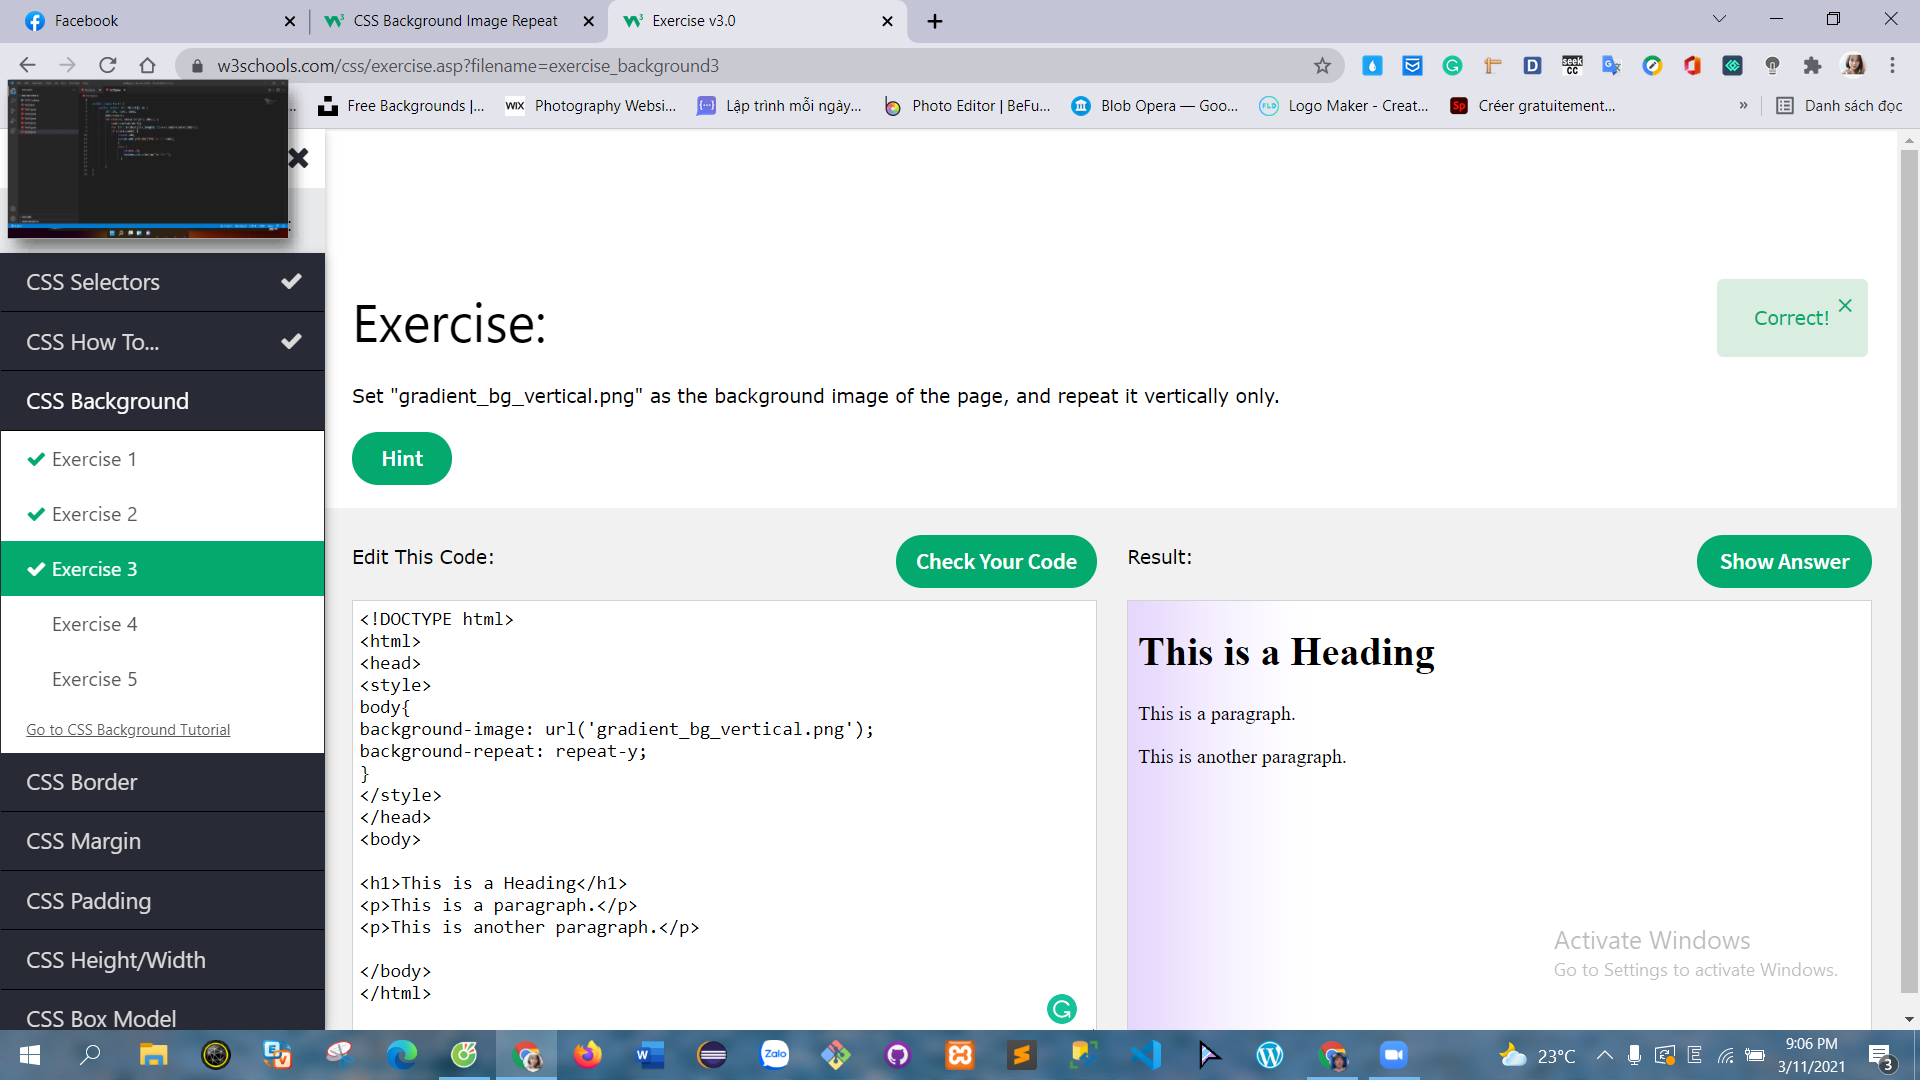 Facebook
CSS Background Image Repeat
Exercise v3.0
w3schools.com/css/exercise.asp?filename=exercise_background3
Free Backgrounds |...
WIX Photography Websi...
Lập trình mỗi ngày...
Photo Editor | BeFu...
Blob Opera — Goo...
FLD Logo Maker - Creat...
Sp Créer gratuitement...
» Danh sách đọc
CSS Selectors
CSS How To...
CSS Background
Exercise 1
Exercise 2
Exercise 3
Exercise 4
Exercise 5
Go to CSS Background Tutorial
CSS Border
CSS Margin
CSS Padding
CSS Height/Width
CSS Box Model
Exercise:
Correct!
Set "gradient_bg_vertical.png" as the background image of the page, and repeat it vertically only.
Hint
Edit This Code:
Check Your Code
<!DOCTYPE html>
<html>
<head>
<style>
body{
background-image: url('gradient_bg_vertical.png');
background-repeat: repeat-y;
}
</style>
</head>
<body>
<h1>This is a Heading</h1>
<p>This is a paragraph.</p>
<p>This is another paragraph.</p>
</body>
</html>
Result:
Show Answer
This is a Heading
This is a paragraph.
This is another paragraph.
Activate Windows
Go to Settings to activate Windows.
Zalo
23°C
E
9:06 PM
3/11/2021
3